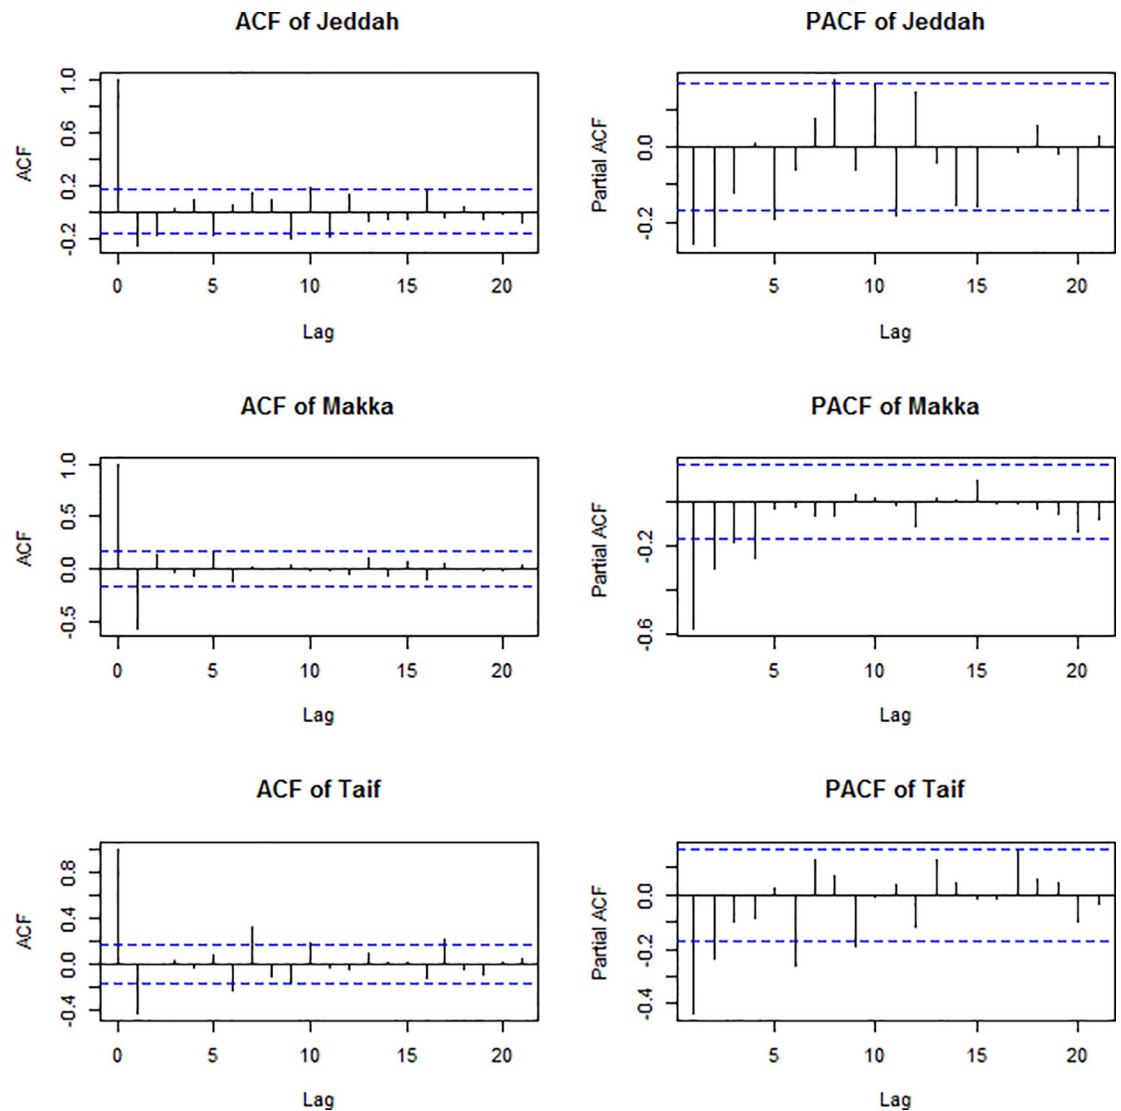 ACF of Jeddah
ACF
1.0
0.6
0.2
-0.2
0
5
10
15
20
Lag
PACF of Jeddah
Partial ACF
0.0
-0.2
5
10
15
20
Lag
ACF of Makka
ACF
1.0
0.5
0.0
-0.5
0
5
10
15
20
Lag
PACF of Makka
Partial ACF
-0.2
-0.6
5
10
15
20
Lag
ACF of Taif
ACF
0.8
0.4
0.0
-0.4
0
5
10
15
20
Lag
PACF of Taif
Partial ACF
0.0
-0.2
-0.4
5
10
15
20
Lag